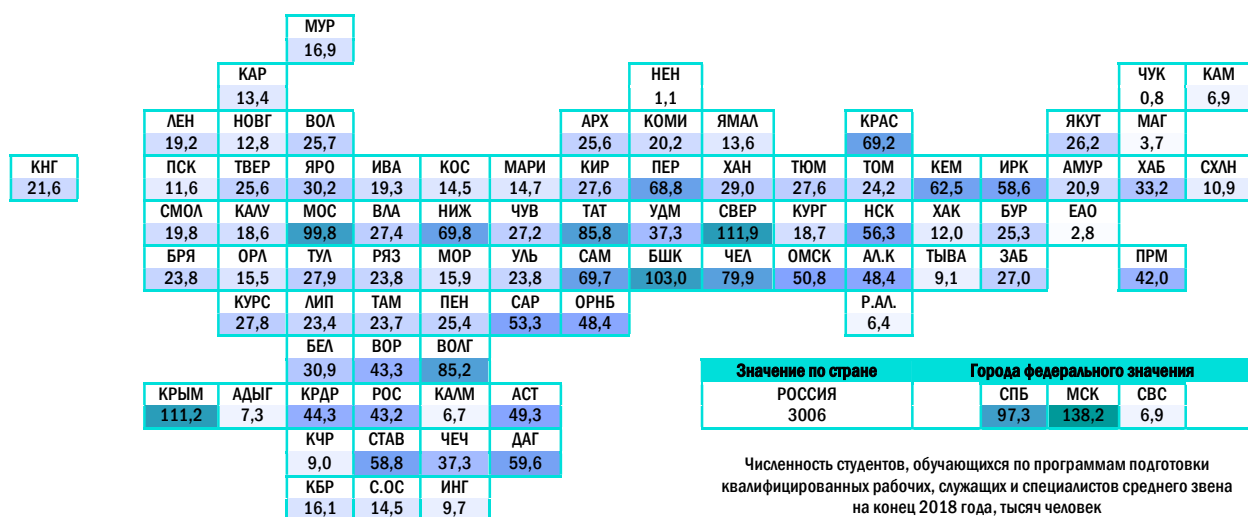 МУР
16,9
КАР НЕН ЧУК КАМ
13,4 1,1 0,8 6,9
ЛЕН НОВГ ВОЛ АРХ КОМИ ЯМАЛ КРАС ЯКУТ МАГ
19,2 12,8 25,7 25,6 20,2 13,6 69,2 26,2 3,7
КНГ ПСК ТВЕР ЯРО ИВА КОС МАРИ КИР ПЕР ХАН ТЮМ ТОМ КЕМ ИРК АМУР ХАБ СХЛН
21,6 11,6 25,6 30,2 19,3 14,5 14,7 27,6 68,8 29,0 27,6 24,2 62,5 58,6 20,9 33,2 10,9
СМОЛ КАЛУ МОС ВЛА НИЖ ЧУВ ТАТ УДМ СВЕР КУРГ НСК ХАК БУР ЕАО
19,8 18,6 99,8 27,4 69,8 27,2 85,8 37,3 111,9 18,7 56,3 12,0 25,3 2,8
БРЯ ОРЛ ТУЛ РЯЗ МОР УЛЬ САМ БШК ЧЕЛ ОМСК АЛ.К ТЫВА ЗАБ ПРМ
23,8 15,5 27,9 23,8 15,9 23,8 69,7 103,0 79,9 50,8 48,4 9,1 27,0 42,0
КУРС ЛИП ТАМ ПЕН САР ОРНБ Р.АЛ.
27,8 23,4 23,7 25,4 53,3 48,4 6,4
БЕЛ ВОР ВОЛГ
30,9 43,3 85,2
Значение по стране Города федерального значения
КРЫМ АДЫГ КРДР РОС КАЛМ АСТ РОССИЯ СПБ МСК СВС
111,2 7,3 44,3 43,2 6,7 49,3 3006 97,3 138,2 6,9
КЧР СТАВ ЧЕЧ ДАГ
9,0 58,8 37,3 59,6
КБР С.ОС ИНГ
16,1 14,5 9,7
Численность студентов, обучающихся по программам подготовки
квалифицированных рабочих, служащих и специалистов среднего звена
на конец 2018 года, тысяч человек